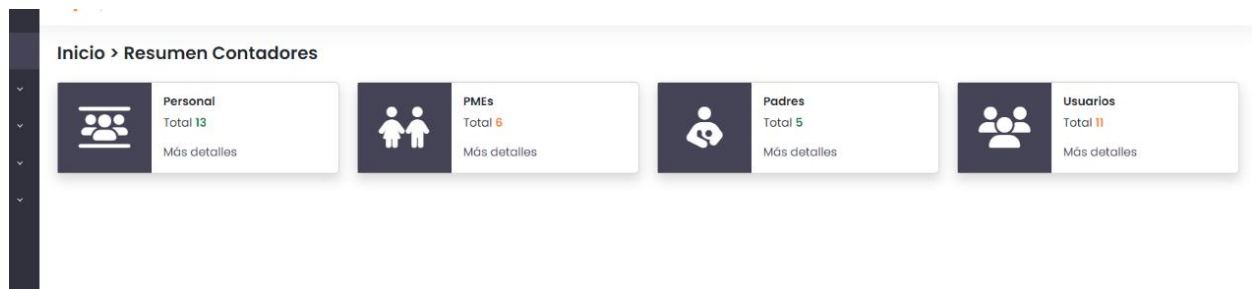 Inicio > Resumen Contadores
Personal
Total 13
Más detalles
PMEs
Total 6
Más detalles
Padres
Total 5
Más detalles
Usuarios
Total 11
Más detalles